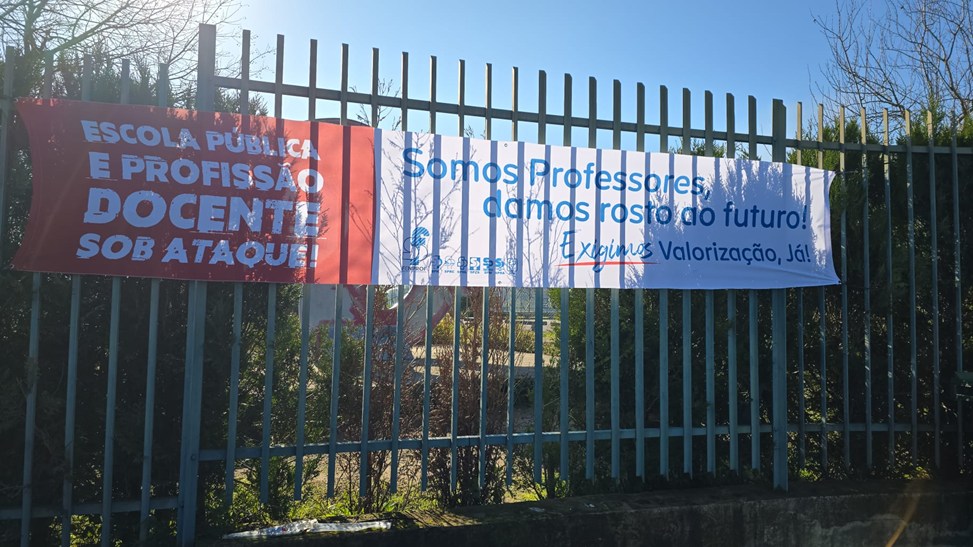 ESCOLA PÚBLICA
E PROFISSÃO
DOCENTE
SOB ATAQUE!
Somos Professores,
damos rosto ao futuro!
Exigimos Valorização, Já!